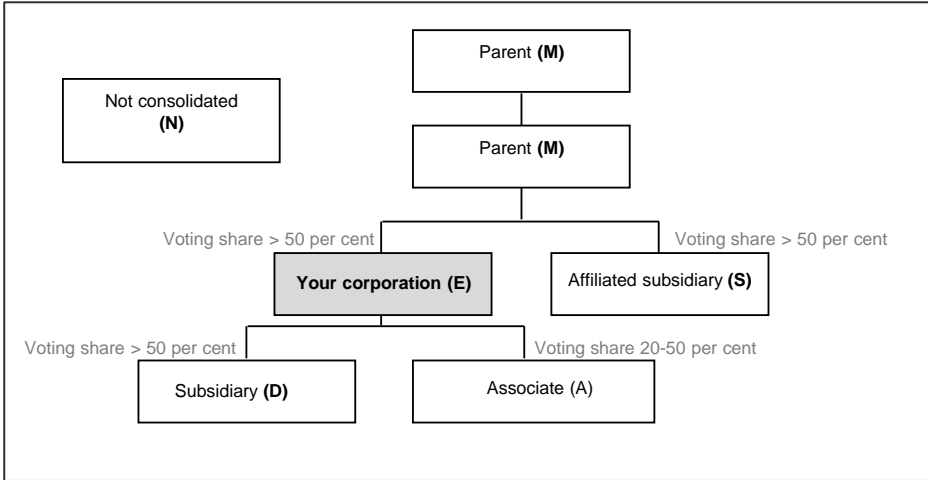 Parent (M)
Not consolidated
(N)
Parent (M)
Voting share > 50 per cent
Voting share > 50 per cent
Your corporation (E)
Affiliated subsidiary (S)
Voting share > 50 per cent
Voting share 20-50 per cent
Subsidiary (D)
Associate (A)